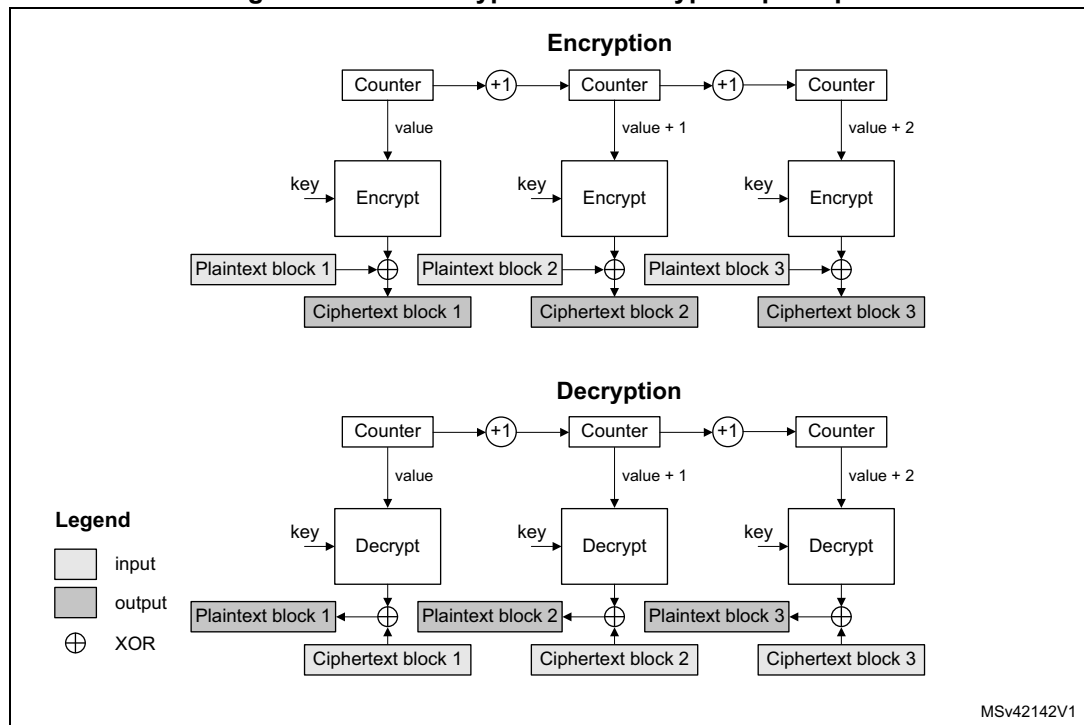 Encryption
Counter +1 Counter +1 Counter
value value + 1 value + 2
key Encrypt key Encrypt key Encrypt
Plaintext block 1 Plaintext block 2 Plaintext block 3
Ciphertext block 1 Ciphertext block 2 Ciphertext block 3
Decryption
Counter +1 Counter +1 Counter
value value + 1 value + 2
key Decrypt key Decrypt key Decrypt
Plaintext block 1 Plaintext block 2 Plaintext block 3
Ciphertext block 1 Ciphertext block 2 Ciphertext block 3
Legend
input
output
XOR
MSv42142V1